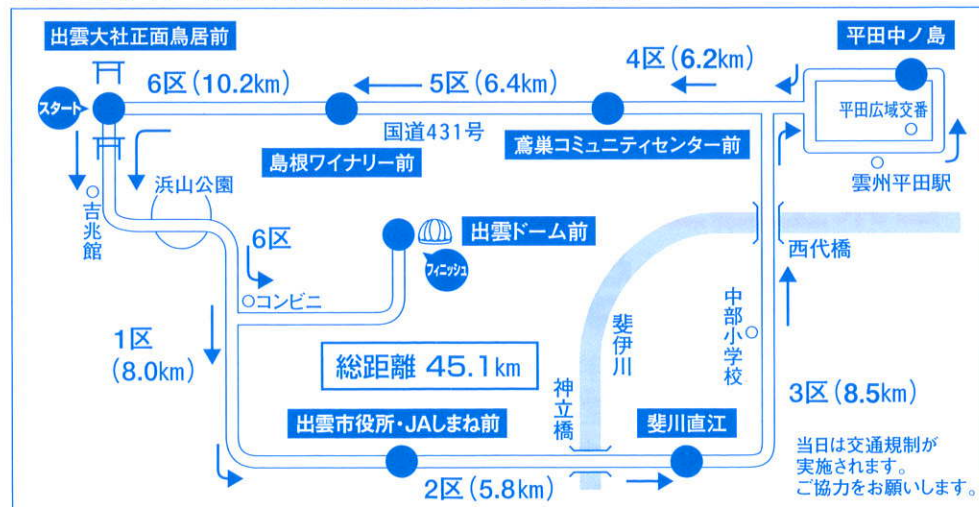 出雲大社正面鳥居前
平田中ノ島
4区(6.2km)
6区(10.2km)
5区(6.4km)
スタート
平田広域交番
国道431号
島根ワイナリー前
鳶巣コミュニティセンター前
雲州平田駅
浜山公園
吉兆館
6区
出雲ドーム前
フィニッシュ
西代橋
コンビニ
斐伊川
中部小学校
1区
(8.0km)
総距離 45.1km
神立橋
3区(8.5km)
出雲市役所・JAしまね前
斐川直江
当日は交通規制が
実施されます。
ご協力をお願いします。
2区(5.8km)